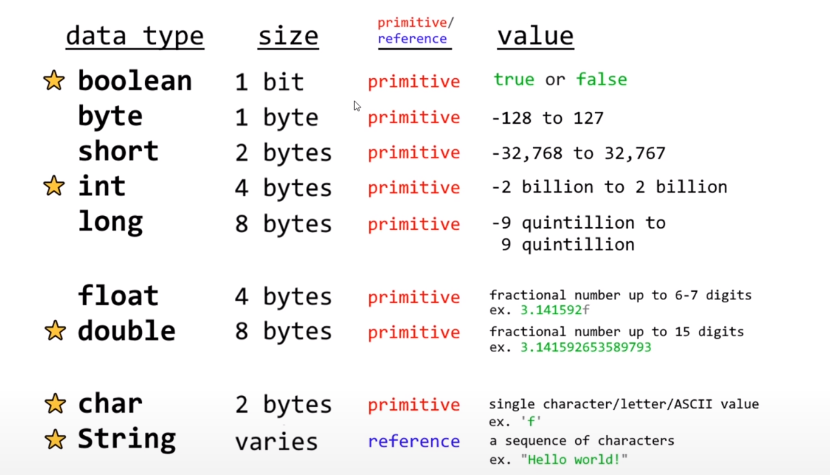 data type size primitive/ value
reference
boolean 1 bit primitive true or false
byte 1 byte primitive -128 to 127
short 2 bytes primitive -32,768 to 32,767
int 4 bytes primitive -2 billion to 2 billion
long 8 bytes primitive -9 quintillion to
9 quintillion
float 4 bytes primitive fractional number up to 6-7 digits
ex. 3.141592f
double 8 bytes primitive fractional number up to 15 digits
ex. 3.141592653589793
char 2 bytes primitive single character/letter/ASCII value
ex. 'f'
String varies reference a sequence of characters
ex. "Hello world!"